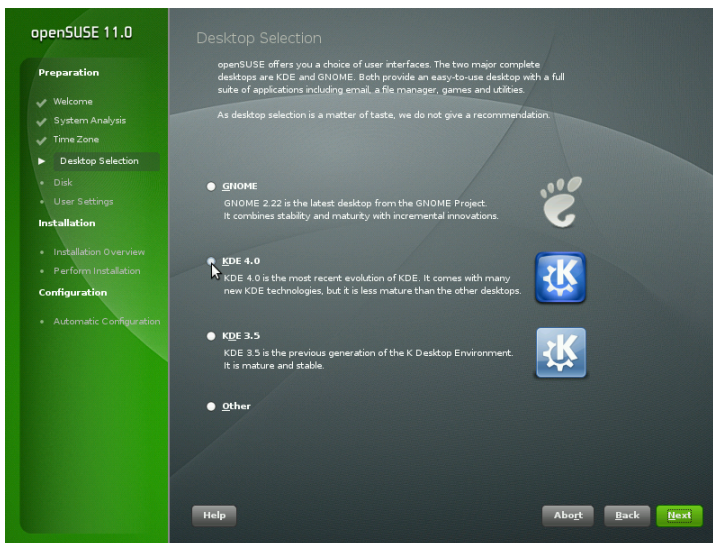 openSUSE 11.0
Preparation
Welcome
System Analysis
Time Zone
Desktop Selection
Disk
User Settings
Installation
Installation Overview
Perform Installation
Configuration
Automatic Configuration
Desktop Selection
openSUSE offers you a choice of user interfaces. The two major complete
desktops are KDE and GNOME. Both provide an easy-to-use desktop with a full
suite of applications including email, a file manager, games and utilities.
As desktop selection is a matter of taste, we do not give a recommendation.
GNOME
GNOME 2.22 is the latest desktop from the GNOME Project.
It combines stability and maturity with incremental innovations.
KDE 4.0
KDE 4.0 is the most recent evolution of KDE. It comes with many
new KDE technologies, but it is less mature than the other desktops.
KDE 3.5
KDE 3.5 is the previous generation of the K Desktop Environment.
It is mature and stable.
Other
Help
Abort
Back
Next